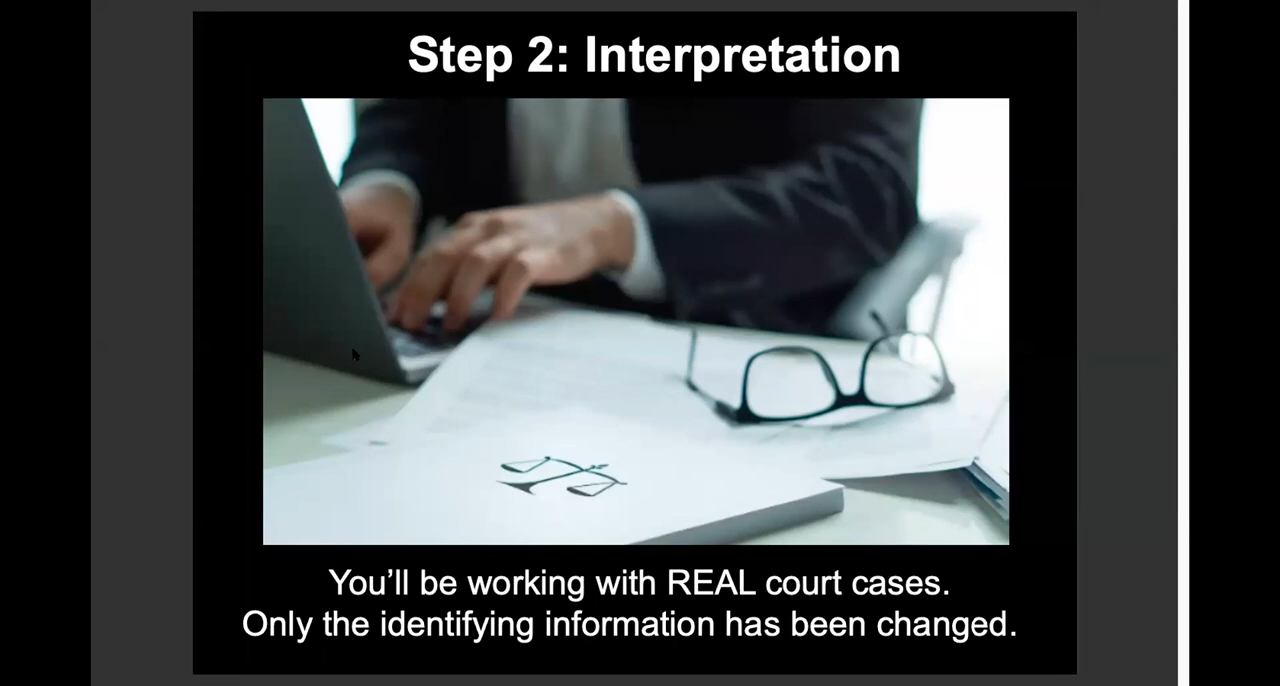 Step 2: Interpretation
You'll be working with REAL court cases.
Only the identifying information has been changed.